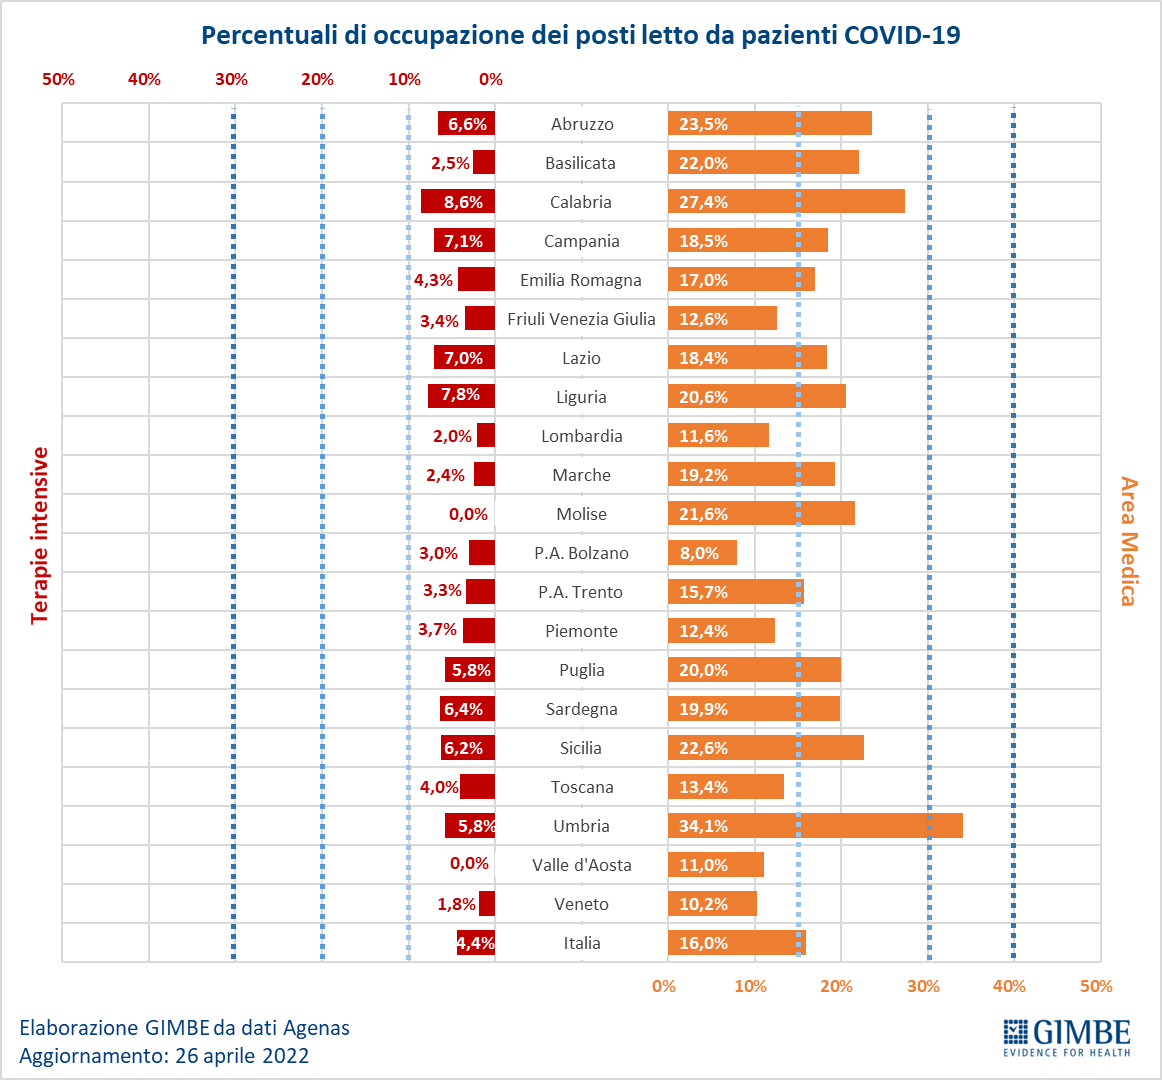 Percentuali di occupazione dei posti letto da pazienti COVID-19
50% 40% 30% 20% 10% 0%
6,6% Abruzzo 23,5%
2,5% Basilicata 22,0%
8,6% Calabria 27,4%
7,1% Campania 18,5%
4,3% Emilia Romagna 17,0%
3,4% Friuli Venezia Giulia 12,6%
7,0% Lazio 18,4%
7,8% Liguria 20,6%
2,0% Lombardia 11,6%
2,4% Marche 19,2%
0,0% Molise 21,6%
3,0% P.A. Bolzano 8,0%
3,3% P.A. Trento 15,7%
3,7% Piemonte 12,4%
5,8% Puglia 20,0%
6,4% Sardegna 19,9%
6,2% Sicilia 22,6%
4,0% Toscana 13,4%
5,8% Umbria 34,1%
0,0% Valle d'Aosta 11,0%
1,8% Veneto 10,2%
4,4% Italia 16,0%
0% 10% 20% 30% 40% 50%
Terapie intensive
Area Medica
Elaborazione GIMBE da dati Agenas
Aggiornamento: 26 aprile 2022
GIMBE
EVIDENCE FOR HEALTH